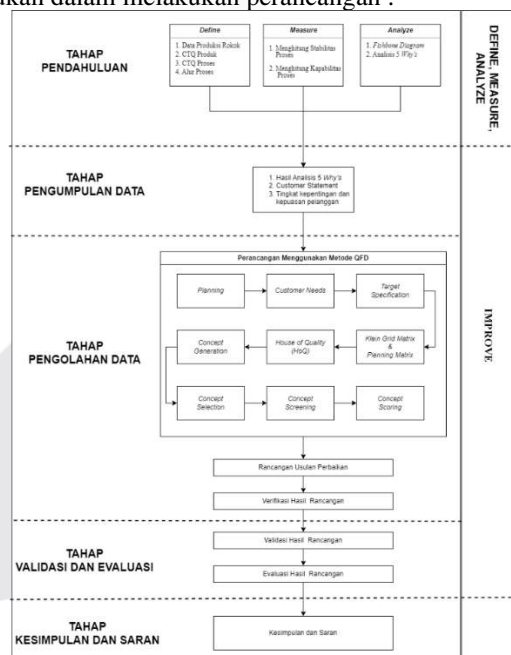 ukan dalam melakukan perancangan :
TAHAP
PENDAHULUAN
Define
1. Data Produksi Rokok
2. CTQ Produk
3. CTQ Proses
4. Alur Proses
Measure
1. Menghitung Stabilitas
Proses
2. Menghitung Kapabilitas
Proses
Analyze
1. Fishbone Diagram
2. Analisis 5 Why's
DEFINE, MEASURE,
ANALYZE
TAHAP
PENGUMPULAN DATA
1. Hasil Analisis 5 Why's
2. Customer Statement
3. Tingkat kepentingan dan
kepuasan pelanggan
TAHAP
PENGOLAHAN DATA
Perancangan Menggunakan Metode QFD
Planning
Customer Needs
Target
Specification
Concept
Generation
House of Quality
(HoQ)
Klein Grid Matrix
&
Planning Matrix
Concept
Selection
Concept
Screening
Concept
Scoring
Rancangan Usulan Perbaikan
Verifikasi Hasil Rancangan
IMPROVE
TAHAP
VALIDASI DAN EVALUASI
Validasi Hasil Rancangan
Evaluasi Hasil Rancangan
TAHAP
KESIMPULAN DAN SARAN
Kesimpulan dan Saran